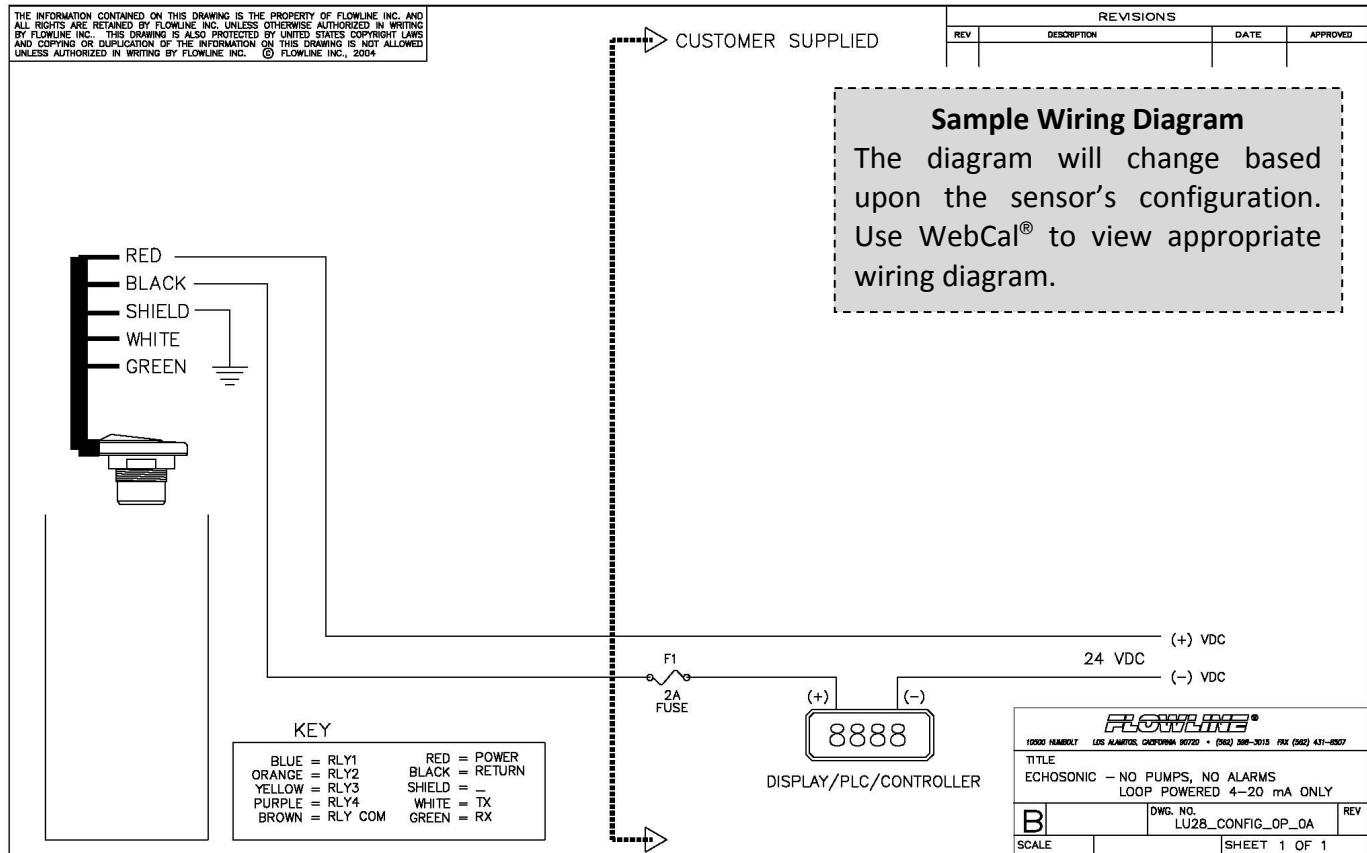 THE INFORMATION CONTAINED ON THIS DRAWING IS THE PROPERTY OF FLOWLINE INC. AND
ALL RIGHTS ARE RETAINED BY FLOWLINE INC. UNLESS OTHERWISE AUTHORIZED IN WRITING
BY FLOWLINE INC.. THIS DRAWING IS ALSO PROTECTED BY UNITED STATES COPYRIGHT LAWS
AND COPYING OR DUPLICATION OF THE INFORMATION ON THIS DRAWING IS NOT ALLOWED
UNLESS AUTHORIZED IN WRITING BY FLOWLINE INC. © FLOWLINE INC., 2004
CUSTOMER SUPPLIED
REVISIONS
REV DESCRIPTION DATE APPROVED
Sample Wiring Diagram
The diagram will change based
upon the sensor's configuration.
Use WebCal® to view appropriate
wiring diagram.
RED
BLACK
SHIELD
WHITE
GREEN
(+) VDC
24 VDC
(-) VDC
F1
2A
FUSE
(+) (-)
8888
DISPLAY/PLC/CONTROLLER
KEY
BLUE = RLY1 RED = POWER
ORANGE = RLY2 BLACK = RETURN
YELLOW = RLY3 SHIELD = _
PURPLE = RLY4 WHITE = TX
BROWN = RLY COM GREEN = RX
FLOWLINE®
10500 HUMBOLT LOS ALAMITOS, CALIFORNIA 90720 • (562) 598-3015 FAX (562) 431-8507
TITLE
ECHOSONIC - NO PUMPS, NO ALARMS
LOOP POWERED 4-20 mA ONLY
B DWG. NO. REV
LU28_CONFIG_0P_0A
SCALE SHEET 1 OF 1